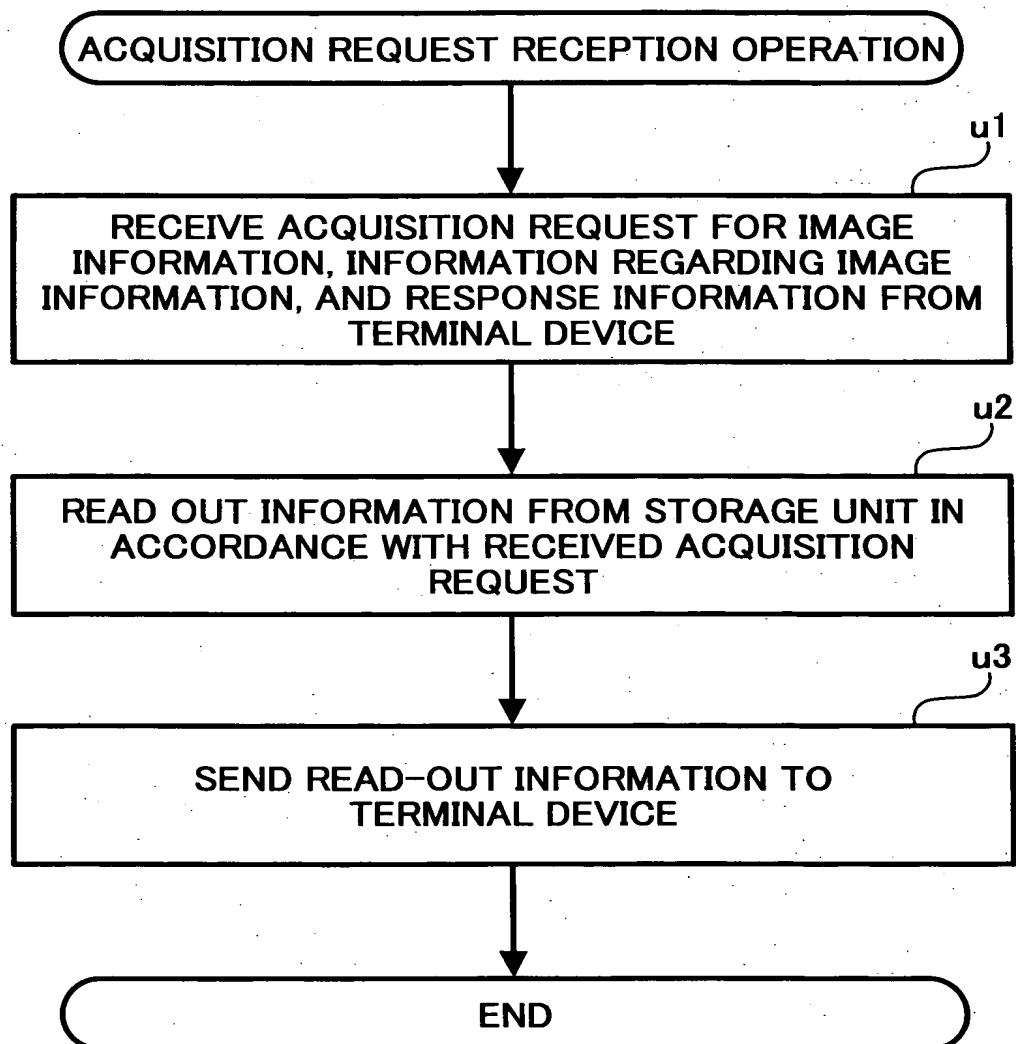 ACQUISITION REQUEST RECEPTION OPERATION
u1
RECEIVE ACQUISITION REQUEST FOR IMAGE
INFORMATION, INFORMATION REGARDING IMAGE
INFORMATION, AND RESPONSE INFORMATION FROM
TERMINAL DEVICE
u2
READ OUT INFORMATION FROM STORAGE UNIT IN
ACCORDANCE WITH RECEIVED ACQUISITION
REQUEST
u3
SEND READ-OUT INFORMATION TO
TERMINAL DEVICE
END